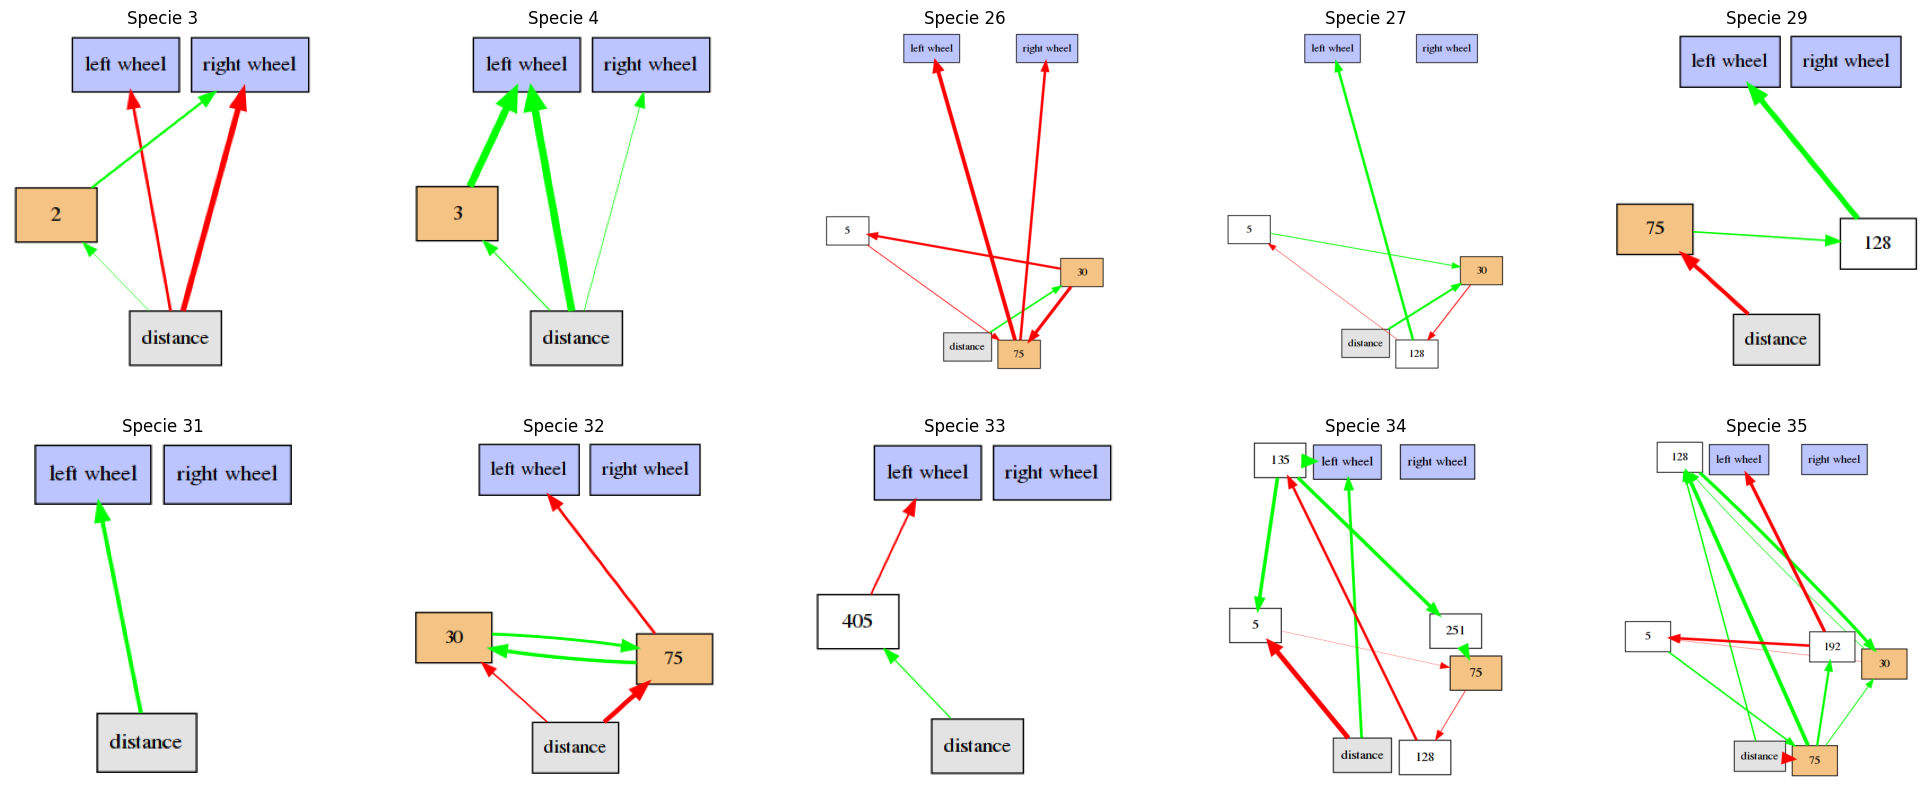 Specie 3
left wheel
right wheel
2
distance
Specie 4
left wheel
right wheel
3
distance
Specie 26
left wheel
right wheel
5
30
distance
75
Specie 27
left wheel
right wheel
5
30
distance
128
Specie 29
left wheel
right wheel
75
128
distance
Specie 31
left wheel
right wheel
distance
Specie 32
left wheel
right wheel
30
75
distance
Specie 33
left wheel
right wheel
405
distance
Specie 34
135
left wheel
right wheel
5
251
75
distance
128
Specie 35
128
left wheel
right wheel
5
192
30
distance
75